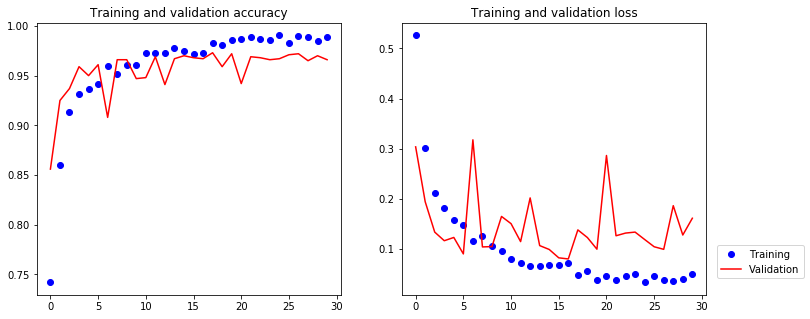 Training and validation accuracy
1.00
0.95
0.90
0.85
0.80
0.75
0 5 10 15 20 25 30
Training and validation loss
0.5
0.4
0.3
0.2
0.1
0 5 10 15 20 25 30
Training
Validation